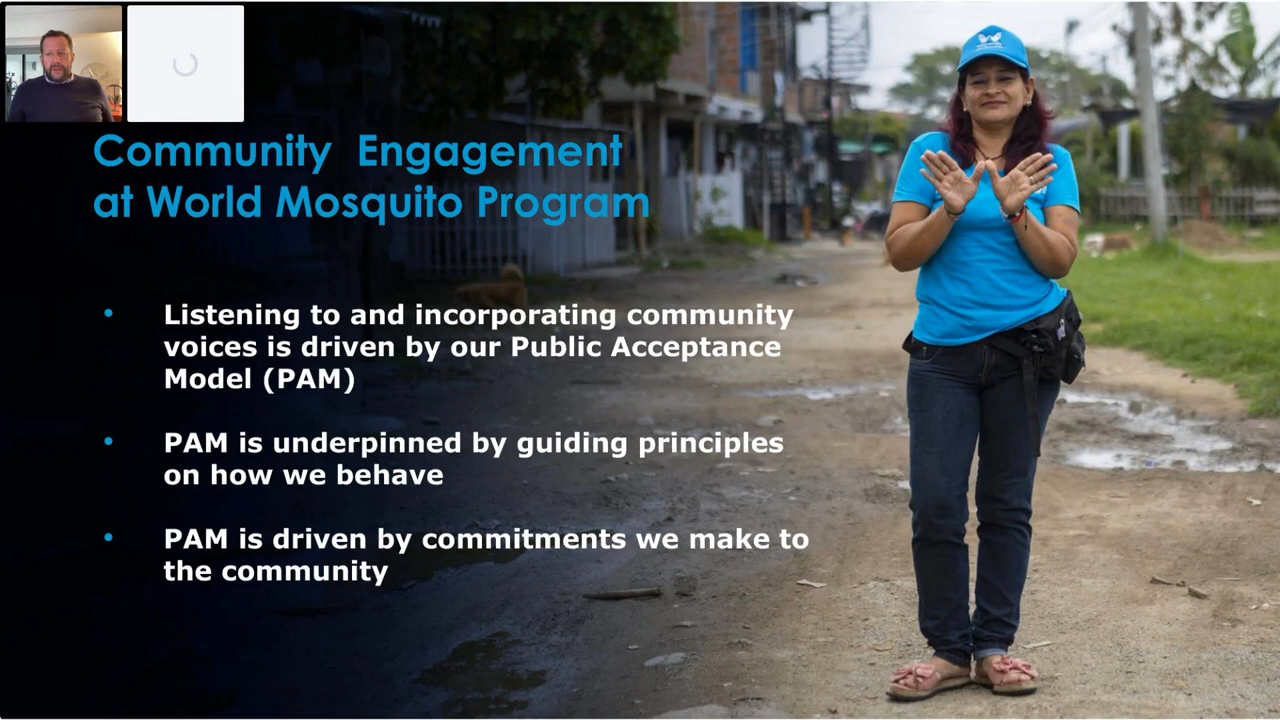 Community Engagement
at World Mosquito Program
• Listening to and incorporating community
voices is driven by our Public Acceptance
Model (PAM)
• PAM is underpinned by guiding principles
on how we behave
• PAM is driven by commitments we make to
the community